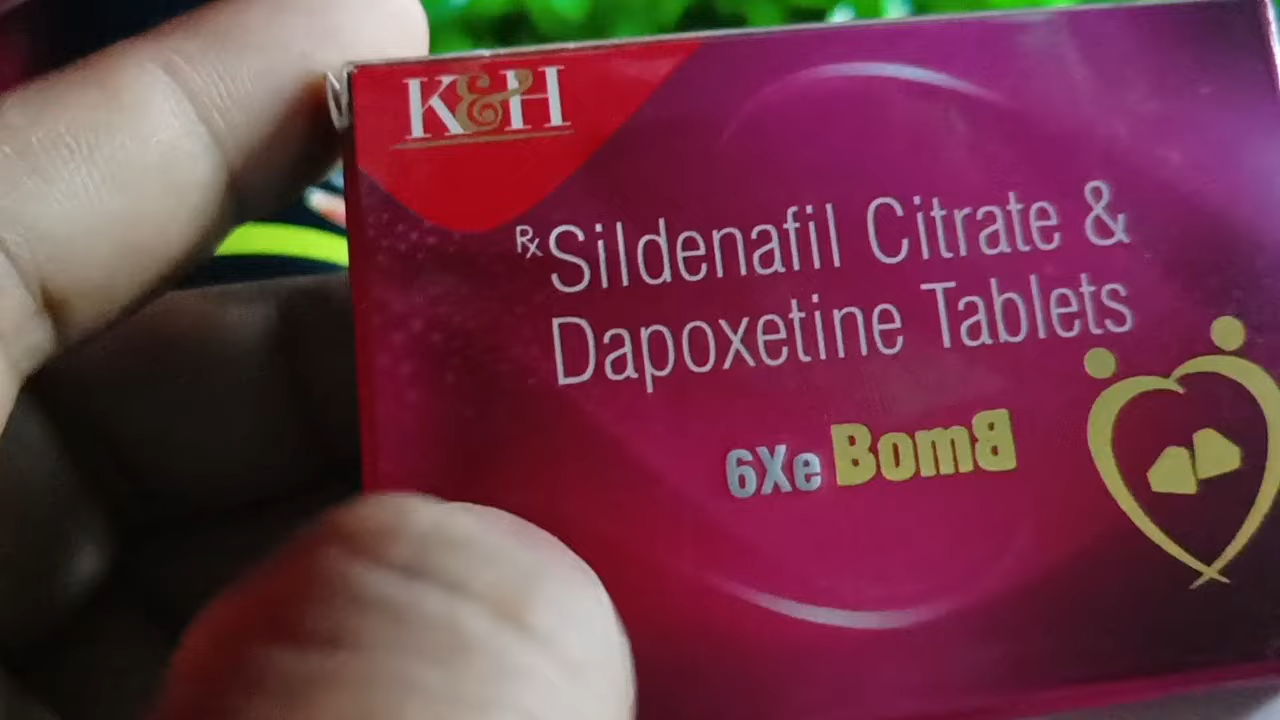 K&H
℞ Sildenafil Citrate &
Dapoxetine Tablets
6Xe BomB